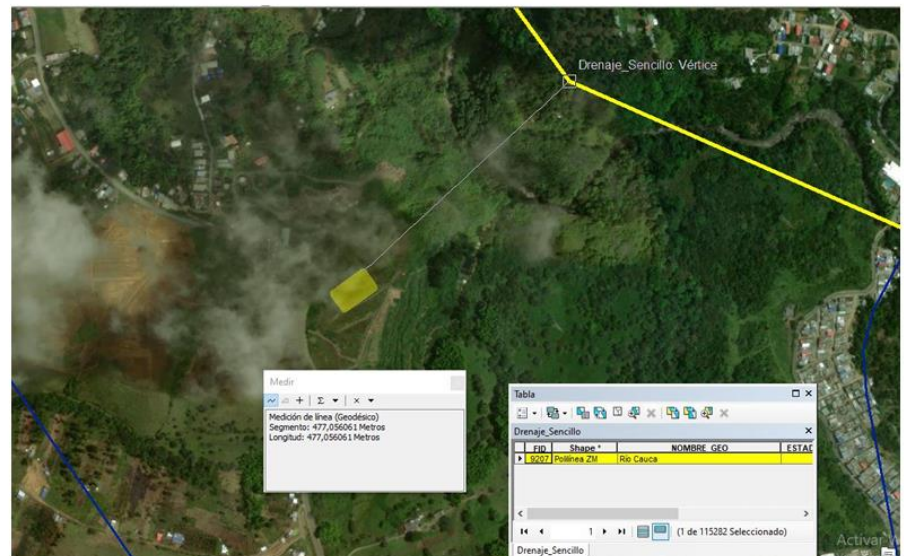 Drenaje_Sencillo: Vértice
Medir
Medición de línea (Geodésico)
Segmento: 477,056061 Metros
Longitud: 477,056061 Metros
Tabla
Drenaje_Sencillo
FID Shape * NOMBRE_GEO ESTAD
9207 Polilínea ZM Río Cauca
1
(1 de 115282 Seleccionado)
Drenaje_Sencillo
Activar